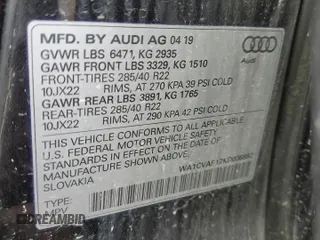 MFD. BY AUDI AG 04 19
GVWR LBS 6471, KG 2935
GAWR FRONT LBS 3329, KG 1510
FRONT-TIRES 285/40 R22
10JX22 RIMS, AT 270 KPA 39 PSI COLD
GAWR REAR LBS 3891, KG 1765
REAR-TIRES 285/40 R22
10JX22 RIMS, AT 290 KPA 42 PSI COLD
Audi
THIS VEHICLE CONFORMS TO ALL APPLICABLE
FEDERAL MOTOR VEHICLE SAFETY STANDARDS
IN EFFECT ON THE DATE OF
MANUFACTURE SHOWN ABOVE.
SLOVAKIA
TYPE:
MPV
DREAMBID